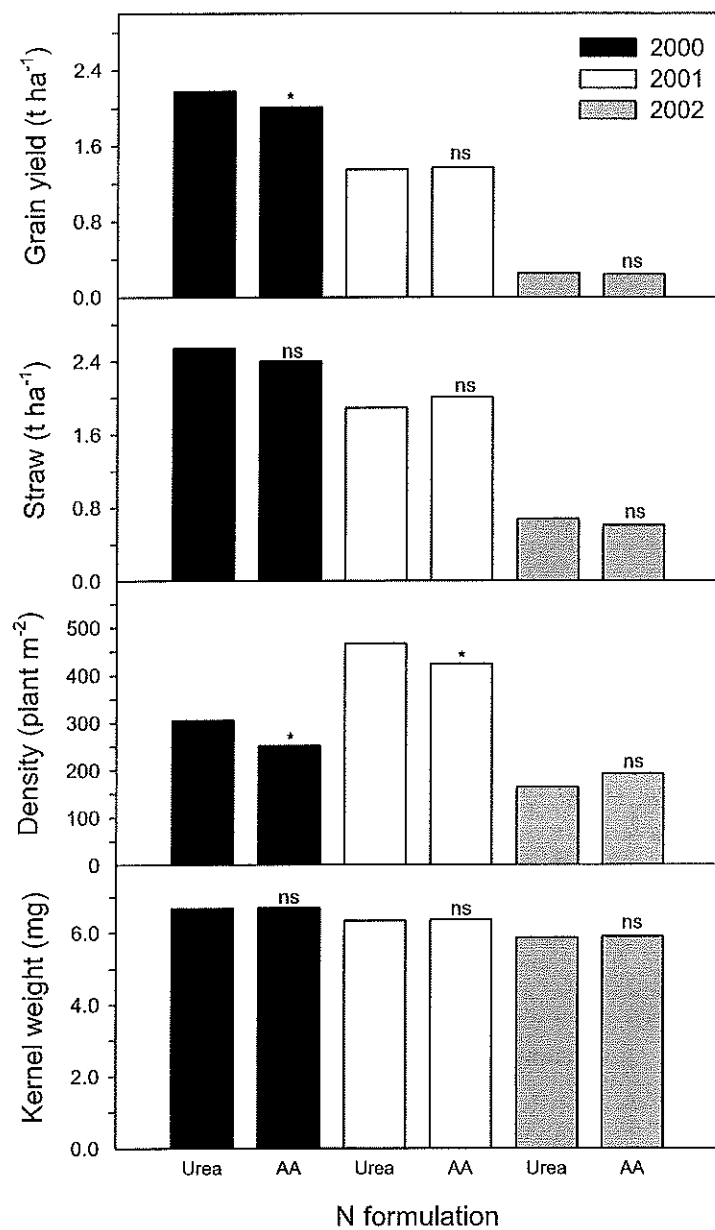 2000
2001
2002
Grain yield (t ha⁻¹)
2.4
1.6
0.8
0.0
*
ns
ns
Straw (t ha⁻¹)
2.4
1.6
0.8
0.0
ns
ns
ns
Density (plant m⁻²)
500
400
300
200
100
0
*
*
ns
Kernel weight (mg)
6.0
4.0
2.0
0.0
ns
ns
ns
Urea AA Urea AA Urea AA
N formulation